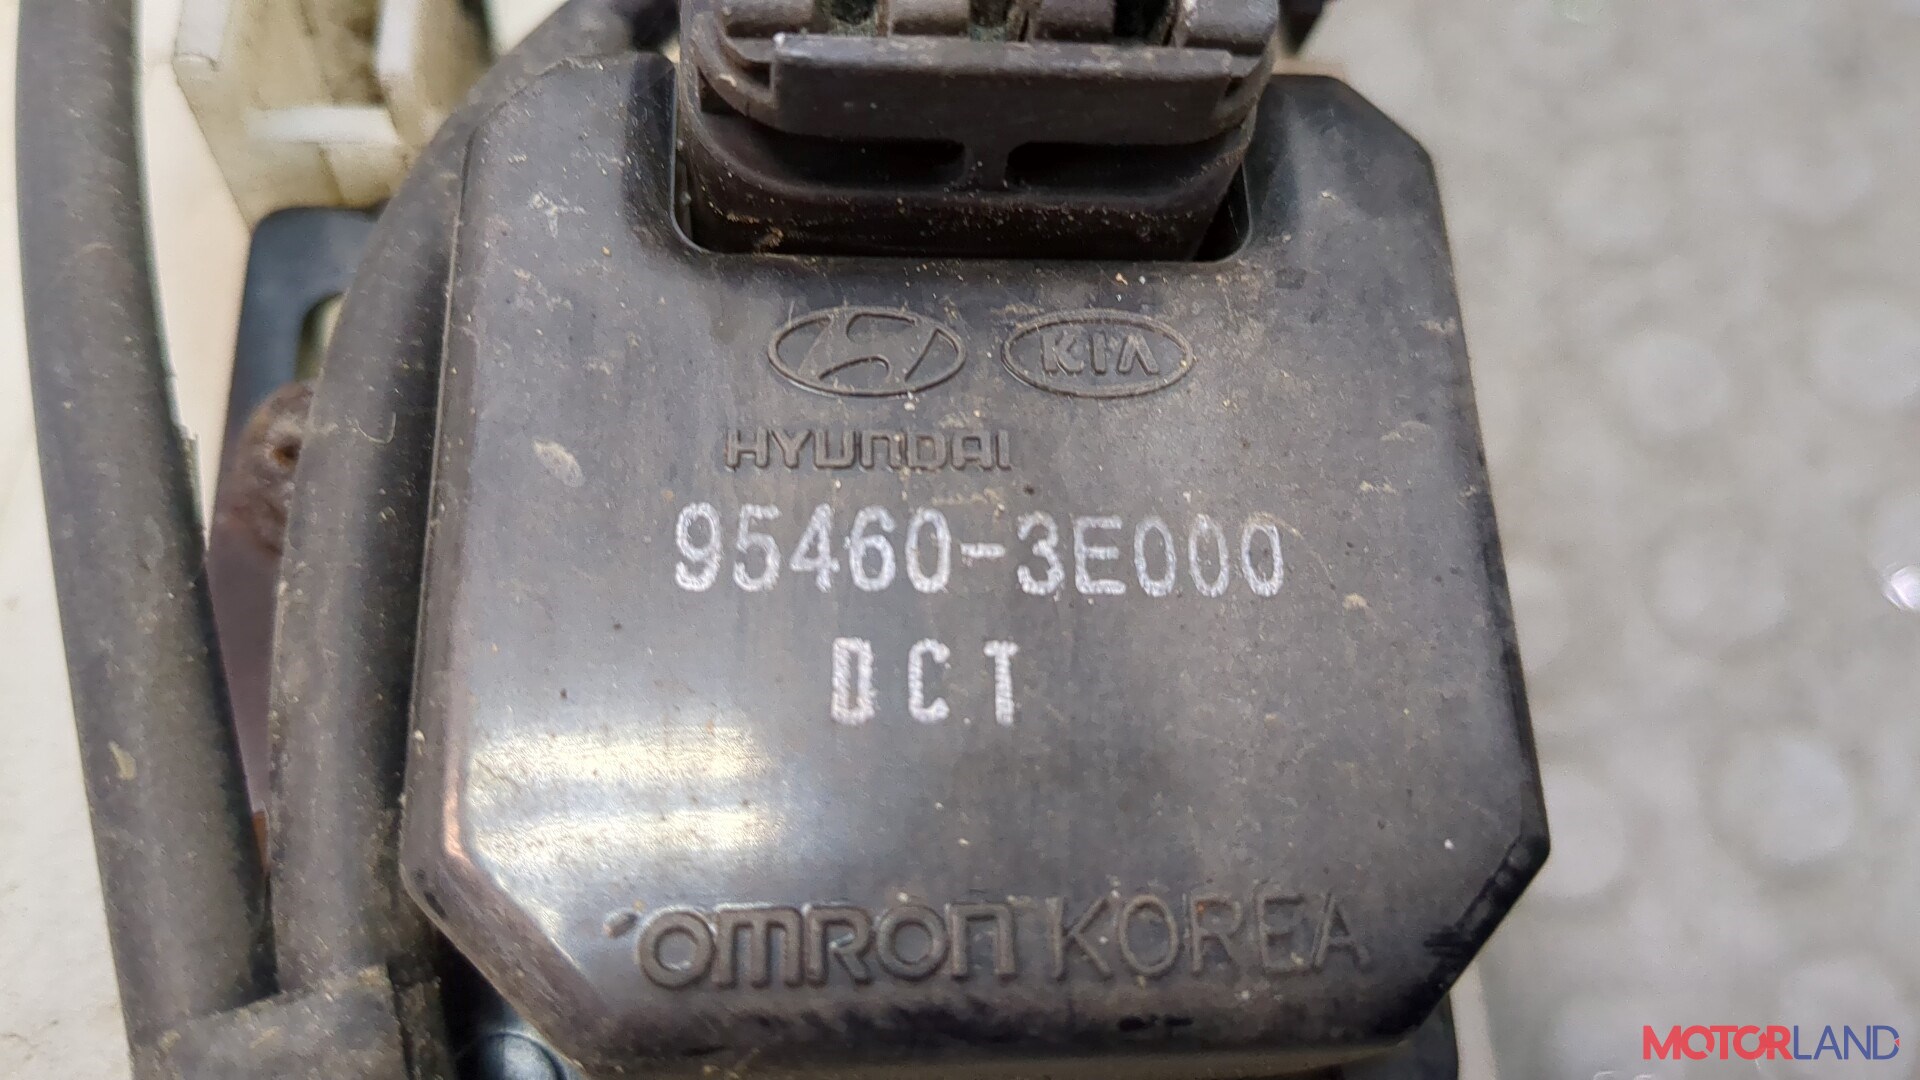 KIA
HYUNDAI
95460-3E000
DCT
OMRON KOREA
MOTORLAND